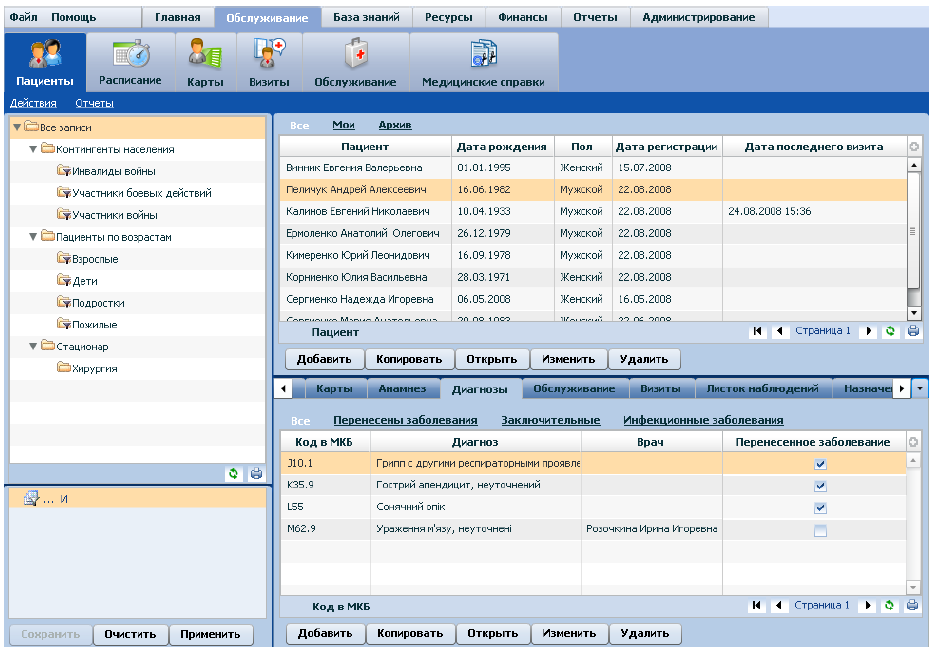 Файл Помощь Главная Обслуживание База знаний Ресурсы Финансы Отчеты Администрирование
Пациенты Расписание Карты Визиты Обслуживание Медицинские справки
Действия Отчеты
Все записи
Контингенты населения
Инвалиды войны
Участники боевых действий
Участники войны
Пациенты по возрастам
Взрослые
Дети
Подростки
Пожилые
Стационар
Хирургия
... И
Сохранить Очистить Применить
Все Мои Архив
Пациент Дата рождения Пол Дата регистрации Дата последнего визита
Винник Евгения Валерьевна 01.01.1995 Женский 15.07.2008
Пеличук Андрей Алексеевич 16.06.1982 Мужской 22.08.2008
Калинов Евгений Николаевич 10.04.1933 Мужской 22.08.2008 24.08.2008 15:36
Ермоленко Анатолий Олегович 26.12.1979 Мужской 22.08.2008
Кимеренко Юрий Леонидович 16.09.1978 Мужской 22.08.2008
Корниенко Юлия Васильевна 28.03.1971 Женский 22.08.2008
Сергиенко Надежда Игоревна 06.05.2008 Женский 16.05.2008
Пациент Страница 1
Добавить Копировать Открыть Изменить Удалить
Карты Анамнез Диагнозы Обслуживание Визиты Листок наблюдений Назначе
Все Перенесены заболевания Заключительные Инфекционные заболевания
Код в МКБ Диагноз Врач Перенесенное заболевание
J10.1 Грипп с другими респираторными проявле
K35.9 Гострий апендицит, неуточнений
L55 Сонячний опік
M62.9 Ураження м'язу, неуточнені Розочкина Ирина Игоревна
Код в МКБ Страница 1
Добавить Копировать Открыть Изменить Удалить